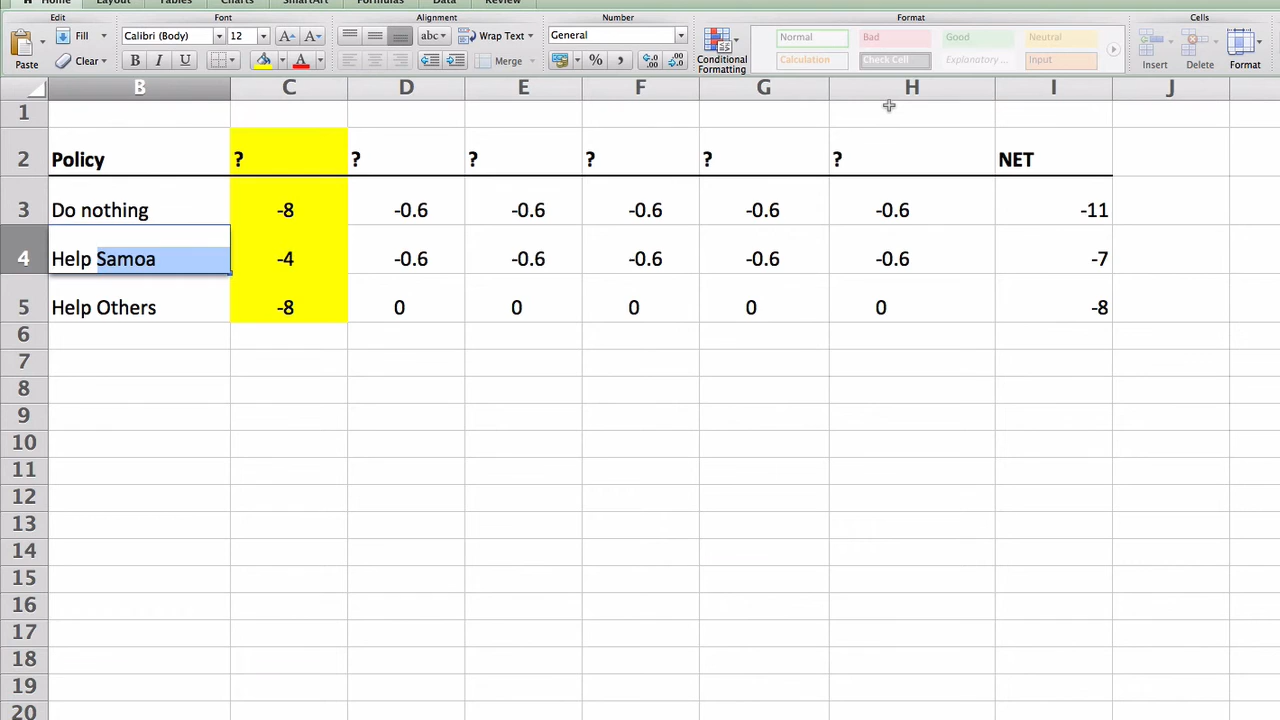 Home Layout Tables Charts SmartArt Formulas Data Review
Edit Font Alignment Number Format Cells
Fill Calibri (Body) 12 A A abc Wrap Text General Normal Bad Good Neutral
Paste Clear B I U A Merge % , .0 .00 .00 .0 Conditional Formatting Calculation Check Cell Explanatory ... Input Insert Delete Format
B C D E F G H I J
1
2 Policy ? ? ? ? ? ? NET
3 Do nothing -8 -0.6 -0.6 -0.6 -0.6 -0.6 -11
4 Help Samoa -4 -0.6 -0.6 -0.6 -0.6 -0.6 -7
5 Help Others -8 0 0 0 0 0 -8
6
7
8
9
10
11
12
13
14
15
16
17
18
19
20